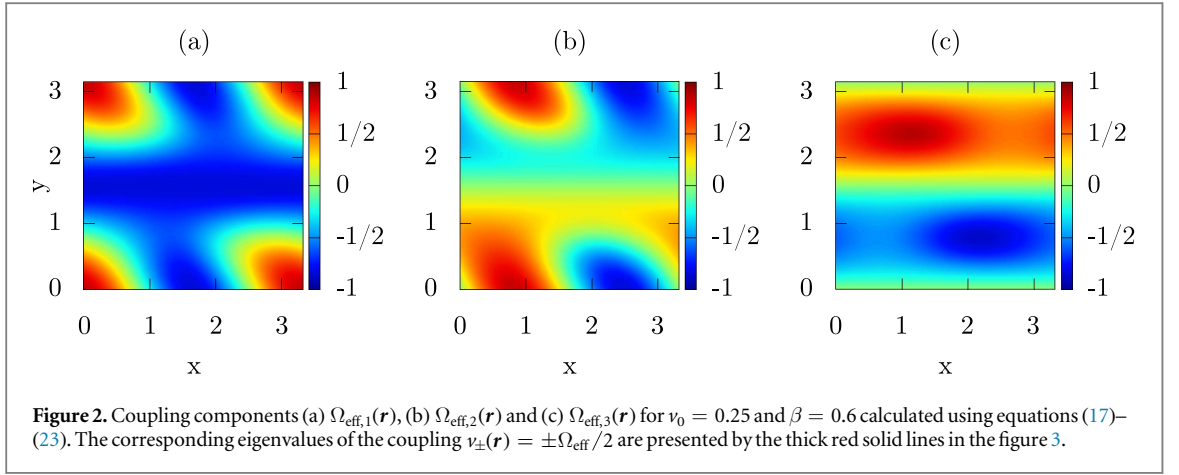 (a) (b) (c)
3 1 3 1 3 1
1/2 1/2 1/2
2 2 2
y 0 0 0
1 1 1
-1/2 -1/2 -1/2
0 -1 0 -1 0 -1
0 1 2 3 0 1 2 3 0 1 2 3
x x x
Figure 2. Coupling components (a) Ω_eff,1(r), (b) Ω_eff,2(r) and (c) Ω_eff,3(r) for ν₀ = 0.25 and β = 0.6 calculated using equations (17)–
(23). The corresponding eigenvalues of the coupling ν±(r) = ±Ω_eff/2 are presented by the thick red solid lines in the figure 3.